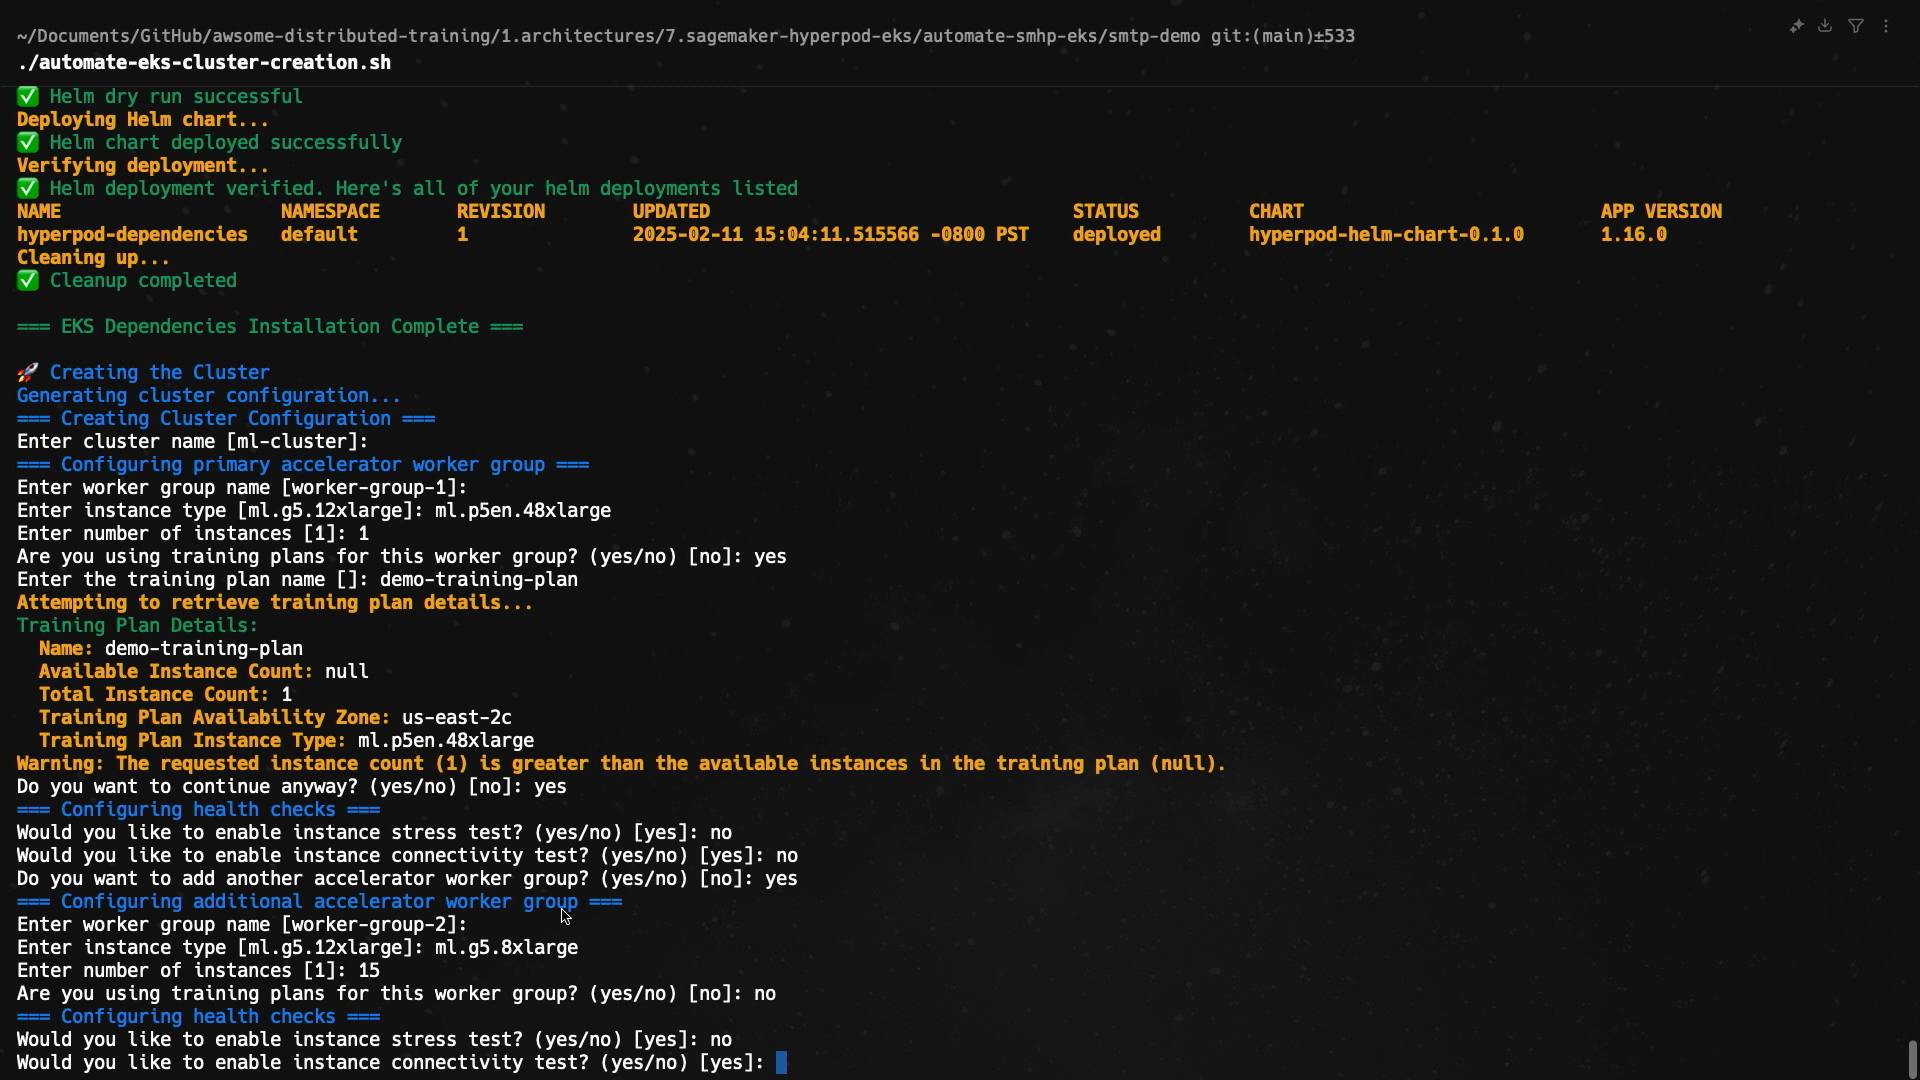 ~/Documents/GitHub/awsome-distributed-training/1.architectures/7.sagemaker-hyperpod-eks/automate-smhp-eks/smtp-demo git:(main)±533
./automate-eks-cluster-creation.sh
✅ Helm dry run successful
Deploying Helm chart...
✅ Helm chart deployed successfully
Verifying deployment...
✅ Helm deployment verified. Here's all of your helm deployments listed
NAME NAMESPACE REVISION UPDATED STATUS CHART APP VERSION
hyperpod-dependencies default 1 2025-02-11 15:04:11.515566 -0800 PST deployed hyperpod-helm-chart-0.1.0 1.16.0
Cleaning up...
✅ Cleanup completed
=== EKS Dependencies Installation Complete ===
🚀 Creating the Cluster
Generating cluster configuration...
=== Creating Cluster Configuration ===
Enter cluster name [ml-cluster]:
=== Configuring primary accelerator worker group ===
Enter worker group name [worker-group-1]:
Enter instance type [ml.g5.12xlarge]: ml.p5en.48xlarge
Enter number of instances [1]: 1
Are you using training plans for this worker group? (yes/no) [no]: yes
Enter the training plan name []: demo-training-plan
Attempting to retrieve training plan details...
Training Plan Details:
Name: demo-training-plan
Available Instance Count: null
Total Instance Count: 1
Training Plan Availability Zone: us-east-2c
Training Plan Instance Type: ml.p5en.48xlarge
Warning: The requested instance count (1) is greater than the available instances in the training plan (null).
Do you want to continue anyway? (yes/no) [no]: yes
=== Configuring health checks ===
Would you like to enable instance stress test? (yes/no) [yes]: no
Would you like to enable instance connectivity test? (yes/no) [yes]: no
Do you want to add another accelerator worker group? (yes/no) [no]: yes
=== Configuring additional accelerator worker group ===
Enter worker group name [worker-group-2]:
Enter instance type [ml.g5.12xlarge]: ml.g5.8xlarge
Enter number of instances [1]: 15
Are you using training plans for this worker group? (yes/no) [no]: no
=== Configuring health checks ===
Would you like to enable instance stress test? (yes/no) [yes]: no
Would you like to enable instance connectivity test? (yes/no) [yes]: